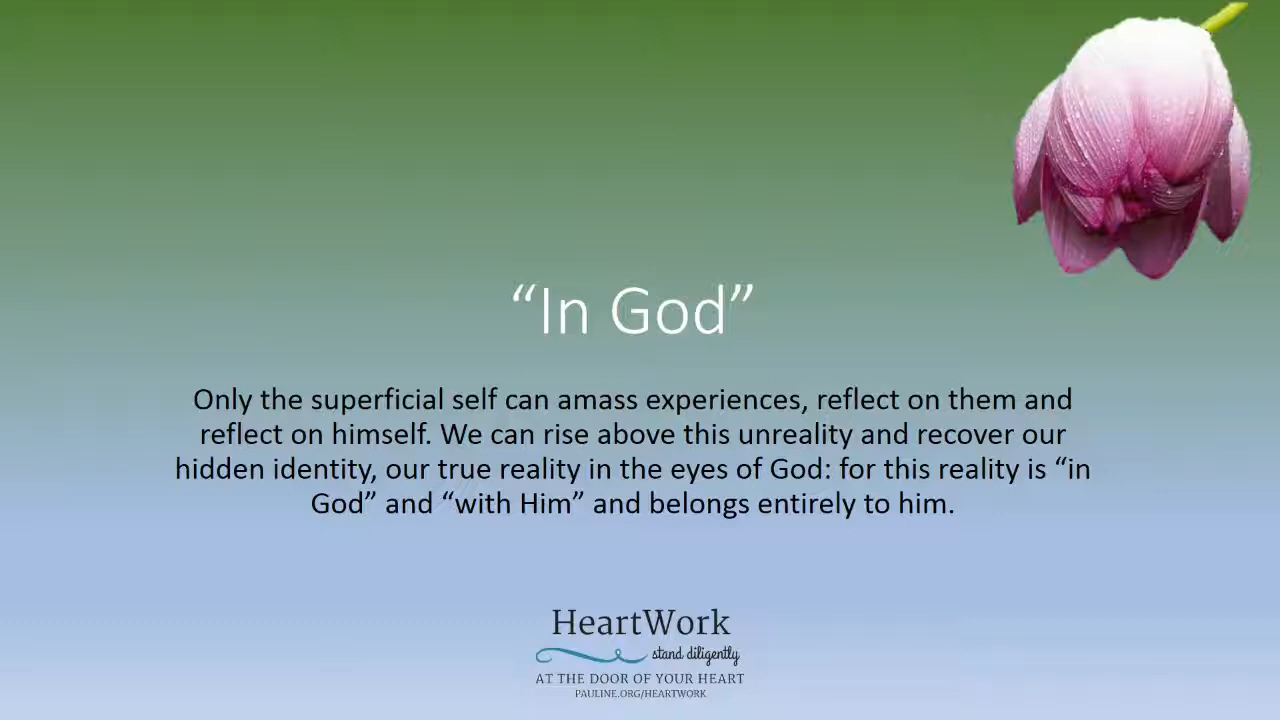 “In God”
Only the superficial self can amass experiences, reflect on them and
reflect on himself. We can rise above this unreality and recover our
hidden identity, our true reality in the eyes of God: for this reality is “in
God” and “with Him” and belongs entirely to him.
HeartWork
stand diligently
AT THE DOOR OF YOUR HEART
PAULINE.ORG/HEARTWORK